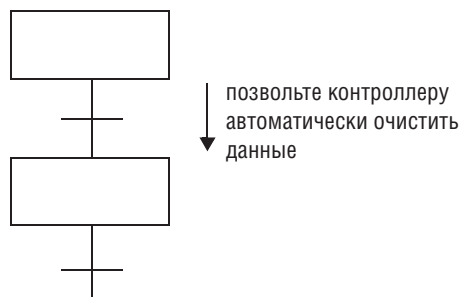 позвольте контроллеру
автоматически очистить
данные